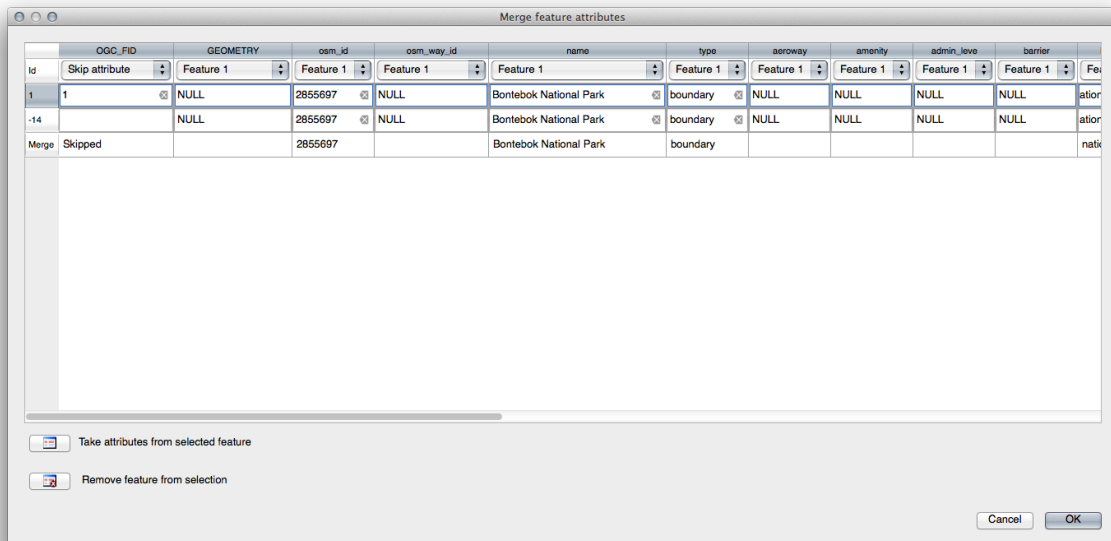 Merge feature attributes
OGC_FID GEOMETRY osm_id osm_way_id name type aeroway amenity admin_leve barrier
Id Skip attribute Feature 1 Feature 1 Feature 1 Feature 1 Feature 1 Feature 1 Feature 1 Feature 1 Feature 1 Fea
1 1 NULL 2855697 NULL Bontebok National Park boundary NULL NULL NULL NULL ation
-14 NULL 2855697 NULL Bontebok National Park boundary NULL NULL NULL NULL ation
Merge Skipped 2855697 Bontebok National Park boundary natio
Take attributes from selected feature
Remove feature from selection
Cancel OK